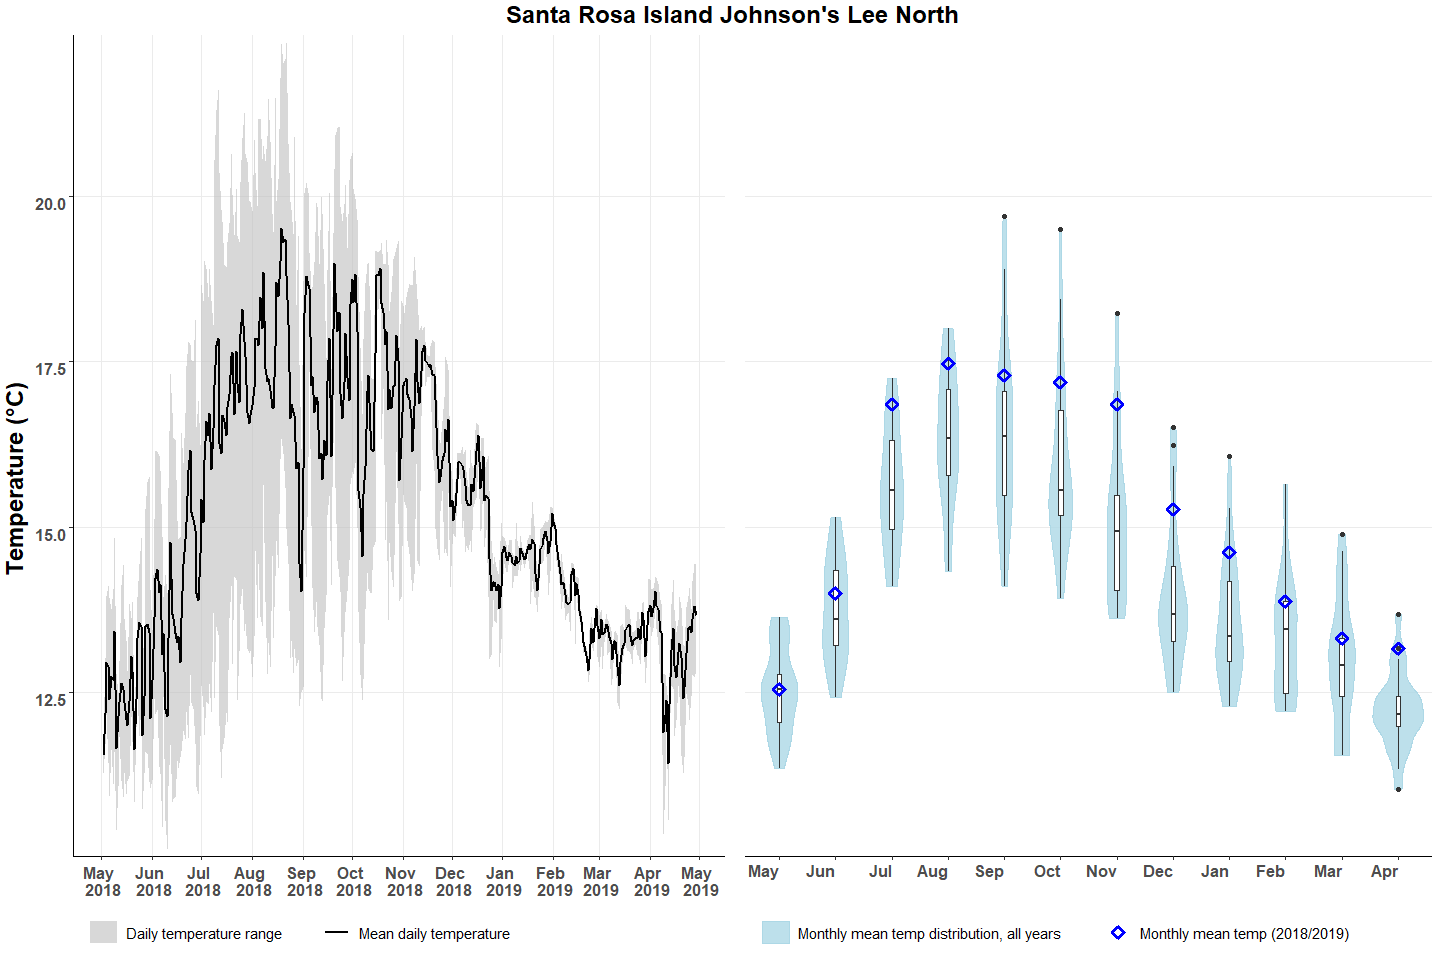 Santa Rosa Island Johnson's Lee North
Temperature (°C)
20.0
17.5
15.0
12.5
May Jun Jul Aug Sep Oct Nov Dec Jan Feb Mar Apr May
2018 2018 2018 2018 2018 2018 2018 2018 2019 2019 2019 2019 2019
May Jun Jul Aug Sep Oct Nov Dec Jan Feb Mar Apr
Daily temperature range Mean daily temperature
Monthly mean temp distribution, all years Monthly mean temp (2018/2019)